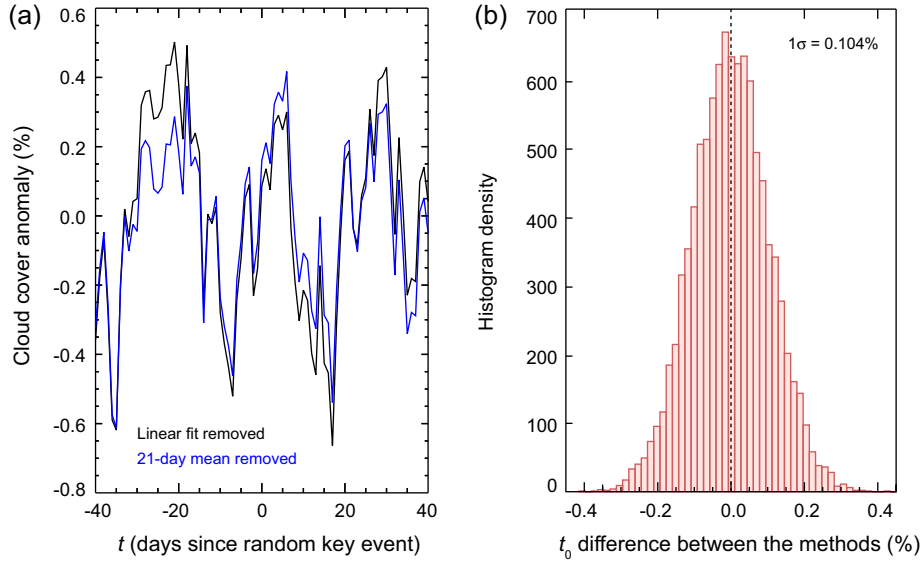 (a)
Cloud cover anomaly (%)
0.6
0.4
0.2
0.0
-0.2
-0.4
-0.6
-0.8
Linear fit removed
21-day mean removed
-40
-20
0
20
40
t (days since random key event)
(b)
Histogram density
700
600
500
400
300
200
100
0
1σ = 0.104%
-0.4
-0.2
0.0
0.2
0.4
t0 difference between the methods (%)